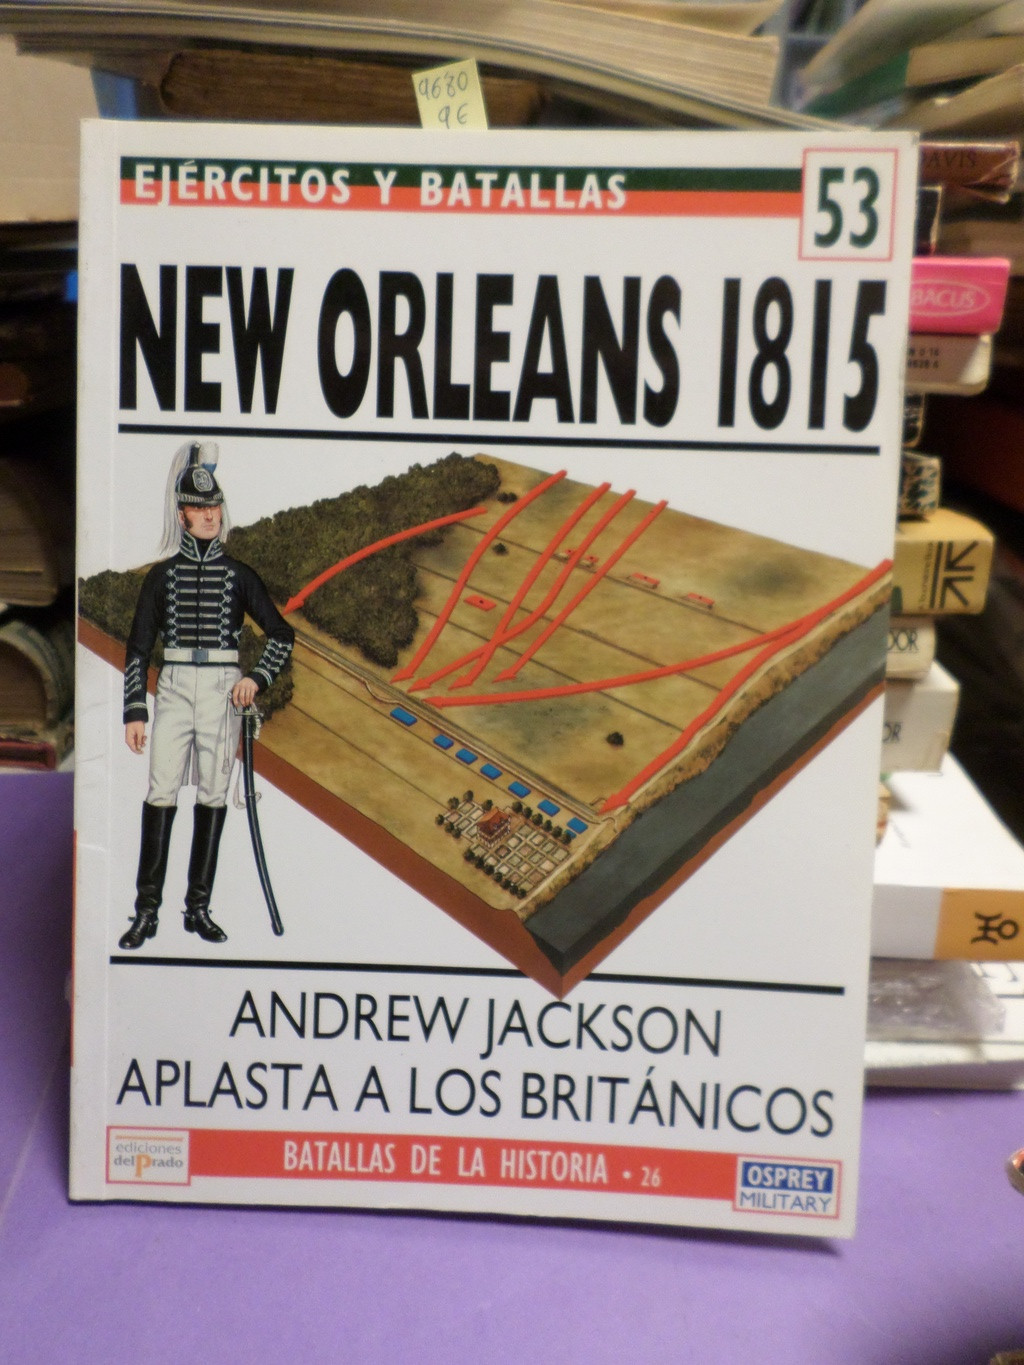 9680
9€
EJÉRCITOS Y BATALLAS
53
NEW ORLEANS 1815
ANDREW JACKSON
APLASTA A LOS BRITÁNICOS
ediciones
delPrado
BATALLAS DE LA HISTORIA • 26
OSPREY
MILITARY
DAVIS
ABACUS